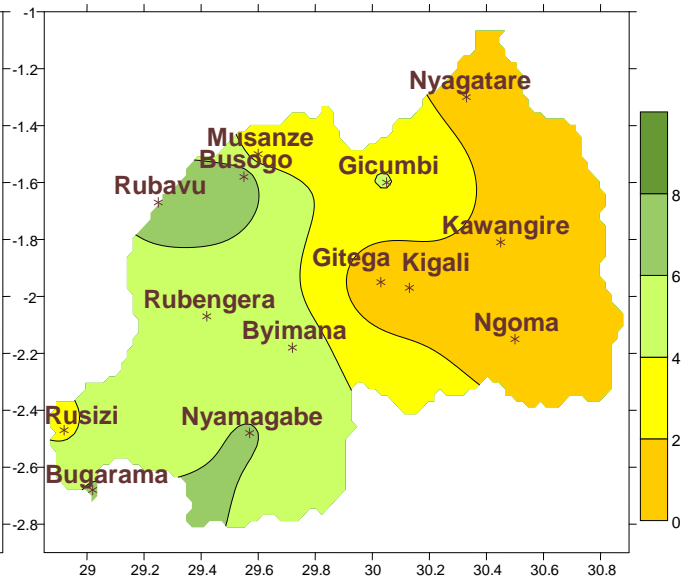 -1
-1.2
-1.4
-1.6
-1.8
-2
-2.2
-2.4
-2.6
-2.8
Nyagatare
Musanze
Busogo
Gicumbi
Rubavu
Kawangire
Gitega
Kigali
Rubengera
Byimana
Ngoma
Rusizi
Nyamagabe
Bugarama
29 29.2 29.4 29.6 29.8 30 30.2 30.4 30.6 30.8
8
6
4
2
0